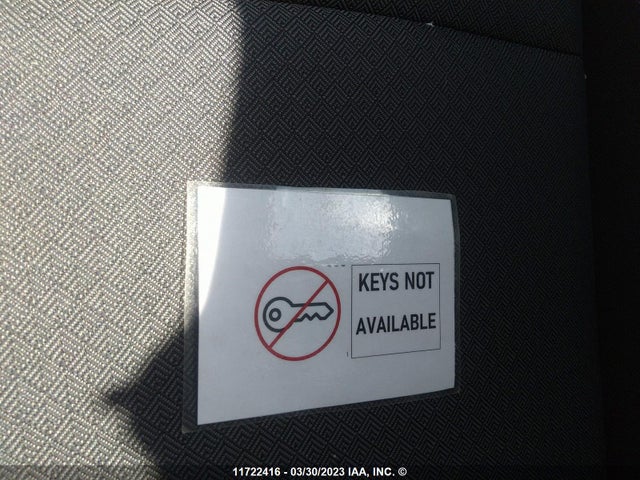 KEYS NOT
AVAILABLE
11722416 - 03/30/2023 IAA, INC. ©